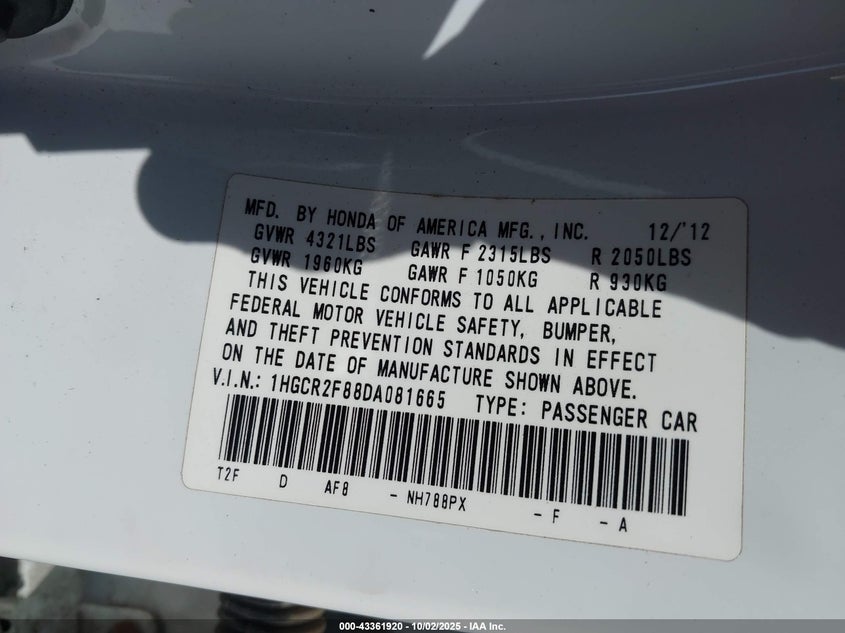 MFD. BY HONDA OF AMERICA MFG., INC. 12/'12
GVWR 4321LBS GAWR F 2315LBS R 2050LBS
GVWR 1960KG GAWR F 1050KG R 930KG
THIS VEHICLE CONFORMS TO ALL APPLICABLE
FEDERAL MOTOR VEHICLE SAFETY, BUMPER,
AND THEFT PREVENTION STANDARDS IN EFFECT
ON THE DATE OF MANUFACTURE SHOWN ABOVE.
V.I.N.: 1HGCR2F88DA081665 TYPE: PASSENGER CAR
T2F D AF8 - NH788PX - F - A
000-43361920 | 10/02/2025 - IAA Inc.